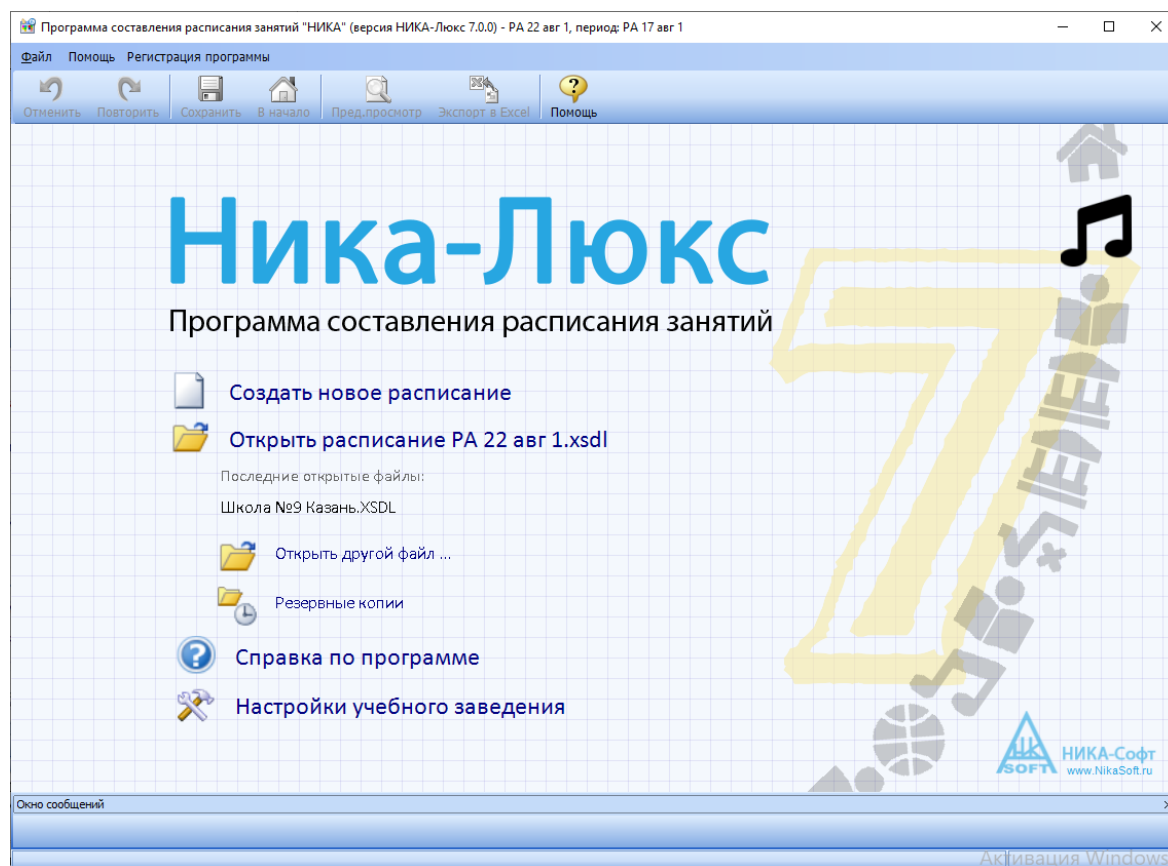 Программа составления расписания занятий "НИКА" (версия НИКА-Люкс 7.0.0) - РА 22 авг 1, период: РА 17 авг 1
Файл Помощь Регистрация программы
Отменить Повторить Сохранить В начало Пред.просмотр Экспорт в Excel Помощь
Ника-Люкс
Программа составления расписания занятий
7
Создать новое расписание
Открыть расписание РА 22 авг 1.xsdl
Последние открытые файлы:
Школа №9 Казань.XSDL
Открыть другой файл ...
Резервные копии
Справка по программе
Настройки учебного заведения
НИКА-Софт
SOFT www.NikaSoft.ru
Окно сообщений
Активация Windows